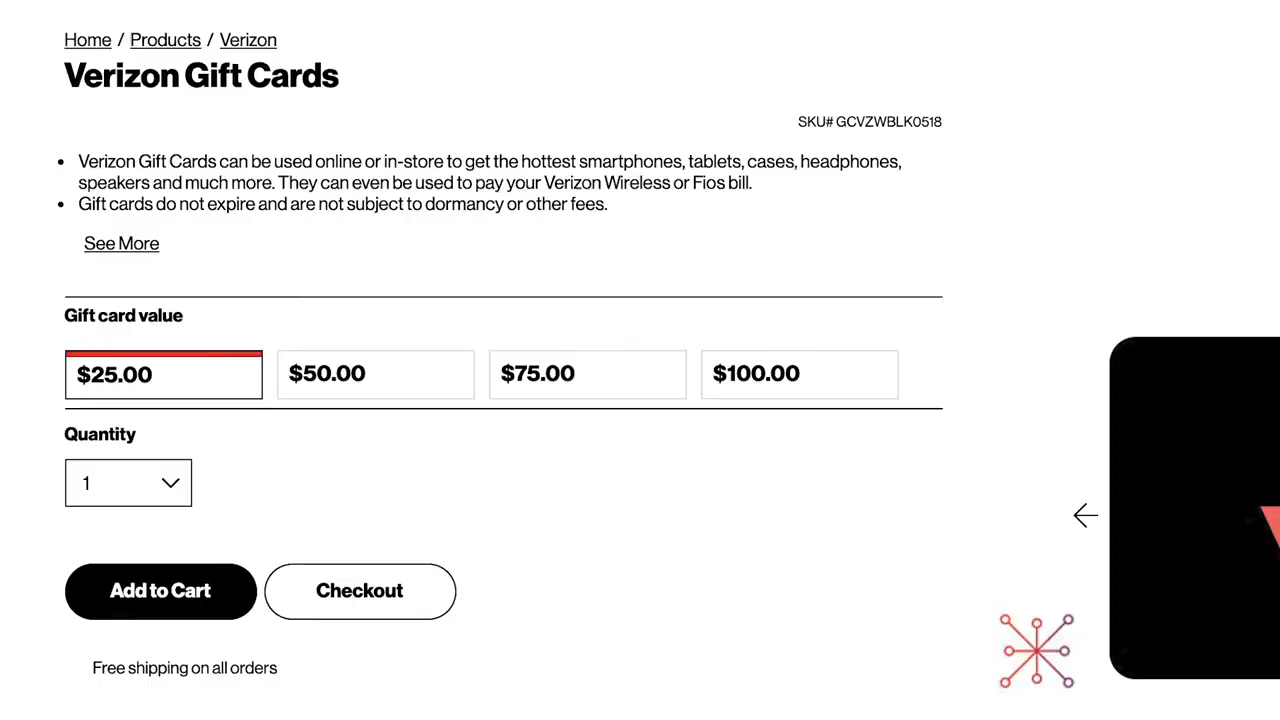 Home / Products / Verizon
Verizon Gift Cards
SKU# GCVZWBLK0518
• Verizon Gift Cards can be used online or in-store to get the hottest smartphones, tablets, cases, headphones,
speakers and much more. They can even be used to pay your Verizon Wireless or Fios bill.
• Gift cards do not expire and are not subject to dormancy or other fees.
See More
Gift card value
$25.00 $50.00 $75.00 $100.00
Quantity
1
Add to Cart Checkout
Free shipping on all orders